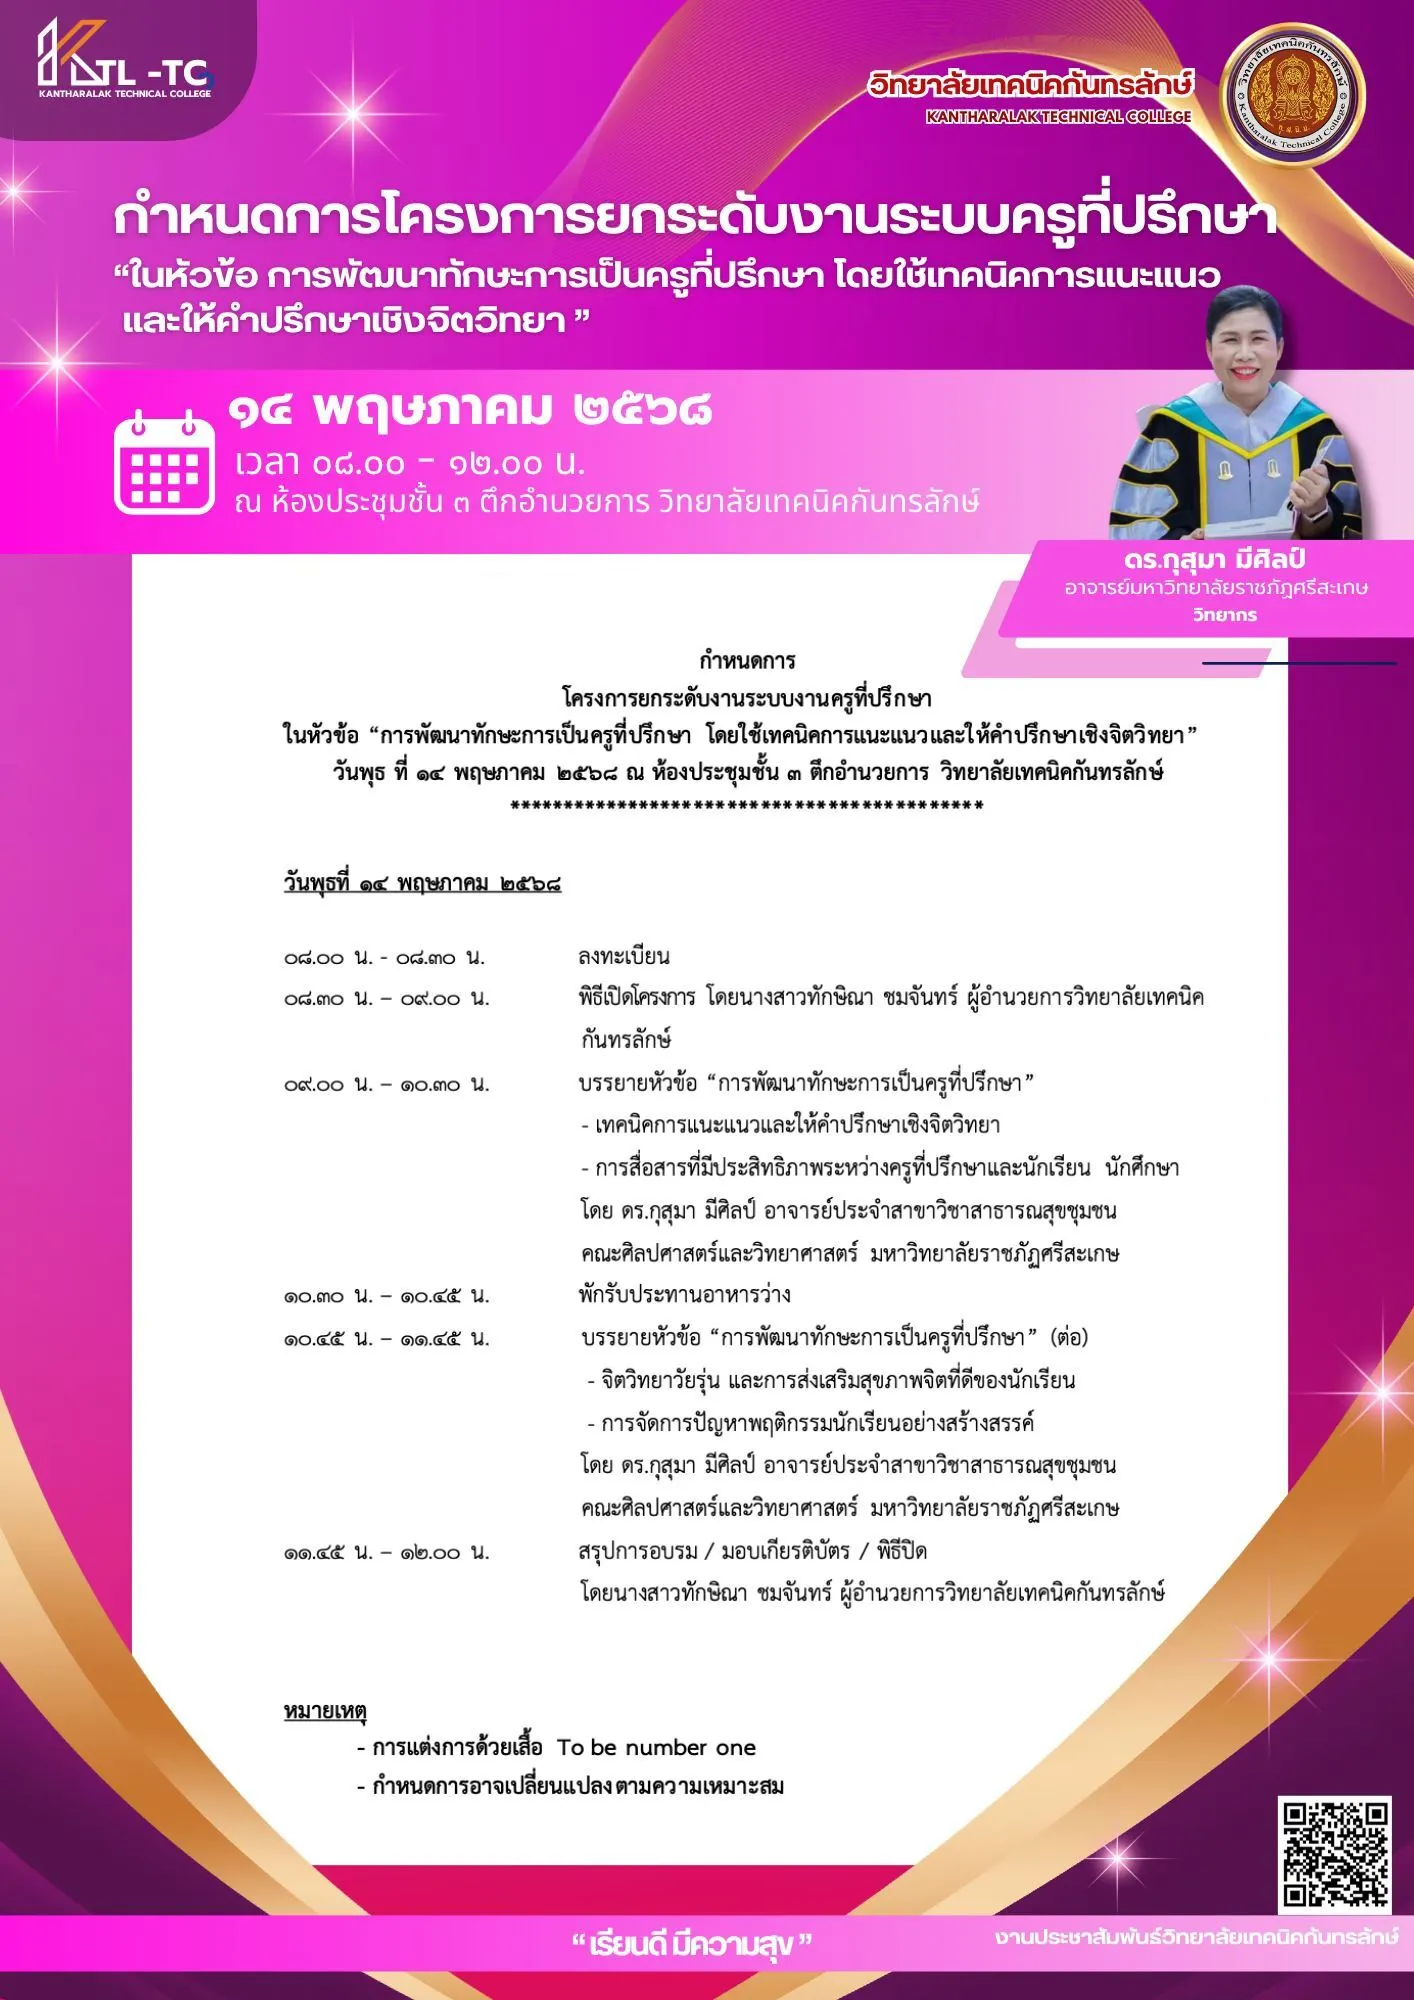 KTL -TC
KANTHARALAK TECHNICAL COLLEGE
วิทยาลัยเทคนิคกันทรลักษ์
KANTHARALAK TECHNICAL COLLEGE
วิทยาลัยเทคนิคกันทรลักษ์
Kantharalak Technical College
กำหนดการโครงการยกระดับงานระบบครูที่ปรึกษา
“ในหัวข้อ การพัฒนาทักษะการเป็นครูที่ปรึกษา โดยใช้เทคนิคการแนะแนว
และให้คำปรึกษาเชิงจิตวิทยา ”
๑๔ พฤษภาคม ๒๕๖๘
เวลา ๐๘.๐๐ - ๑๒.๐๐ น.
ณ ห้องประชุมชั้น ๓ ตึกอำนวยการ วิทยาลัยเทคนิคกันทรลักษ์
ดร.กุสุมา มีศิลป์
อาจารย์มหาวิทยาลัยราชภัฏศรีสะเกษ
วิทยากร
กำหนดการ
โครงการยกระดับงานระบบงานครูที่ปรึกษา
ในหัวข้อ “การพัฒนาทักษะการเป็นครูที่ปรึกษา โดยใช้เทคนิคการแนะแนวและให้คำปรึกษาเชิงจิตวิทยา”
วันพุธ ที่ ๑๔ พฤษภาคม ๒๕๖๘ ณ ห้องประชุมชั้น ๓ ตึกอำนวยการ วิทยาลัยเทคนิคกันทรลักษ์
********************************************
วันพุธที่ ๑๔ พฤษภาคม ๒๕๖๘
๐๘.๐๐ น. - ๐๘.๓๐ น. ลงทะเบียน
๐๘.๓๐ น. – ๐๙.๐๐ น. พิธีเปิดโครงการ โดยนางสาวทักษิณา ชมจันทร์ ผู้อำนวยการวิทยาลัยเทคนิค
กันทรลักษ์
๐๙.๐๐ น. – ๑๐.๓๐ น. บรรยายหัวข้อ “การพัฒนาทักษะการเป็นครูที่ปรึกษา”
- เทคนิคการแนะแนวและให้คำปรึกษาเชิงจิตวิทยา
- การสื่อสารที่มีประสิทธิภาพระหว่างครูที่ปรึกษาและนักเรียน นักศึกษา
โดย ดร.กุสุมา มีศิลป์ อาจารย์ประจำสาขาวิชาสาธารณสุขชุมชน
คณะศิลปศาสตร์และวิทยาศาสตร์ มหาวิทยาลัยราชภัฏศรีสะเกษ
๑๐.๓๐ น. – ๑๐.๔๕ น. พักรับประทานอาหารว่าง
๑๐.๔๕ น. – ๑๑.๔๕ น. บรรยายหัวข้อ “การพัฒนาทักษะการเป็นครูที่ปรึกษา” (ต่อ)
- จิตวิทยาวัยรุ่น และการส่งเสริมสุขภาพจิตที่ดีของนักเรียน
- การจัดการปัญหาพฤติกรรมนักเรียนอย่างสร้างสรรค์
โดย ดร.กุสุมา มีศิลป์ อาจารย์ประจำสาขาวิชาสาธารณสุขชุมชน
คณะศิลปศาสตร์และวิทยาศาสตร์ มหาวิทยาลัยราชภัฏศรีสะเกษ
๑๑.๔๕ น. – ๑๒.๐๐ น. สรุปการอบรม / มอบเกียรติบัตร / พิธีปิด
โดยนางสาวทักษิณา ชมจันทร์ ผู้อำนวยการวิทยาลัยเทคนิคกันทรลักษ์
หมายเหตุ
- การแต่งการด้วยเสื้อ To be number one
- กำหนดการอาจเปลี่ยนแปลงตามความเหมาะสม
“ เรียนดี มีความสุข ”
งานประชาสัมพันธ์วิทยาลัยเทคนิคกันทรลักษ์